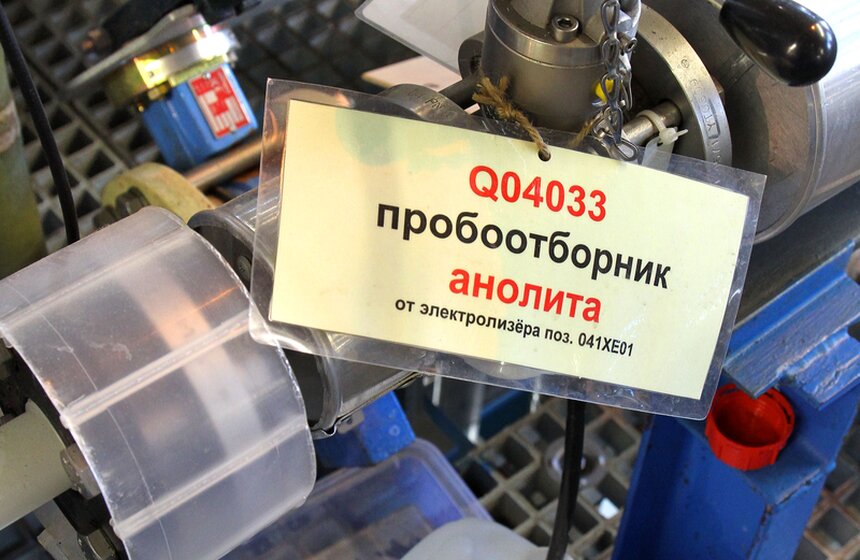 Q04033
пробоотборник
анолита
от электролизёра поз. 041XE01